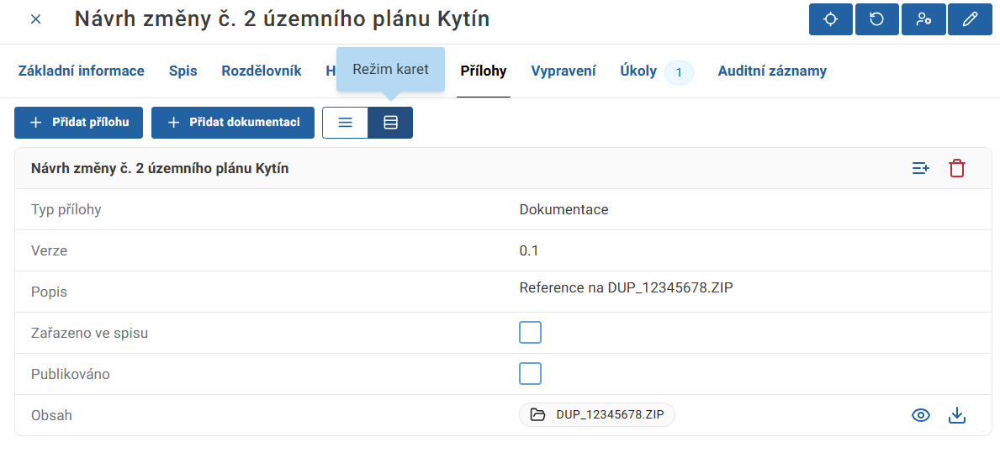 Návrh změny č. 2 územního plánu Kytín
Režim karet
Základní informace Spis Rozdělovník H Přílohy Vypravení Úkoly 1 Auditní záznamy
Přidat přílohu Přidat dokumentaci
Návrh změny č. 2 územního plánu Kytín
Typ přílohy Dokumentace
Verze 0.1
Popis Reference na DUP_12345678.ZIP
Zařazeno ve spisu
Publikováno
Obsah DUP_12345678.ZIP